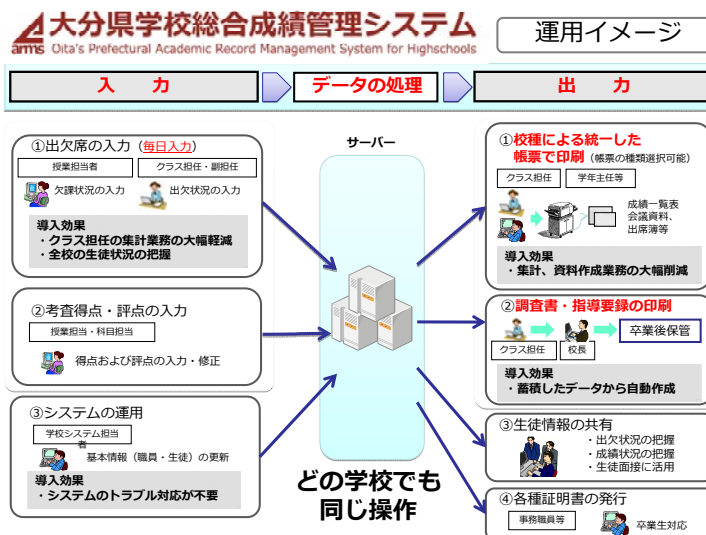 大分県学校総合成績管理システム
arms Oita's Prefectural Academic Record Management System for Highschools
運用イメージ
入 力
データの処理
出 力
①出欠席の入力（毎日入力）
授業担当者
クラス担任・副担任
欠課状況の入力
出欠状況の入力
導入効果
・クラス担任の集計業務の大幅軽減
・全校の生徒状況の把握
②考査得点・評点の入力
授業担当・科目担当
得点および評点の入力・修正
③システムの運用
学校システム担当
者
基本情報（職員・生徒）の更新
導入効果
・システムのトラブル対応が不要
サーバー
どの学校でも
同じ操作
①校種による統一した
帳票で印刷（帳票の種類選択可能）
クラス担任
学年主任等
成績一覧表
会議資料、
出席簿等
導入効果
・集計、資料作成業務の大幅削減
②調査書・指導要録の印刷
クラス担任
校長
卒業後保管
導入効果
・蓄積したデータから自動作成
③生徒情報の共有
・出欠状況の把握
・成績状況の把握
・生徒面接に活用
④各種証明書の発行
事務職員等
卒業生対応